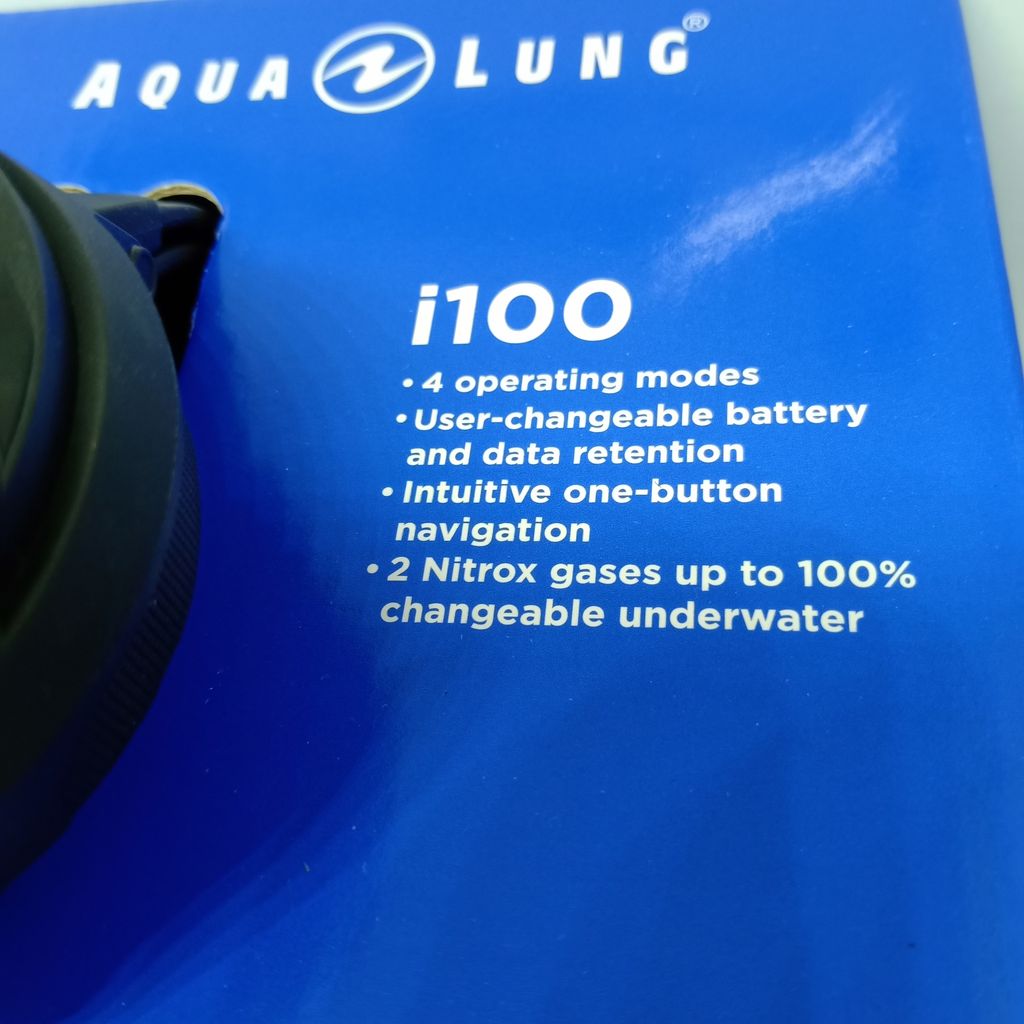 AQUA LUNG®
i100
• 4 operating modes
• User-changeable battery
and data retention
• Intuitive one-button
navigation
• 2 Nitrox gases up to 100%
changeable underwater